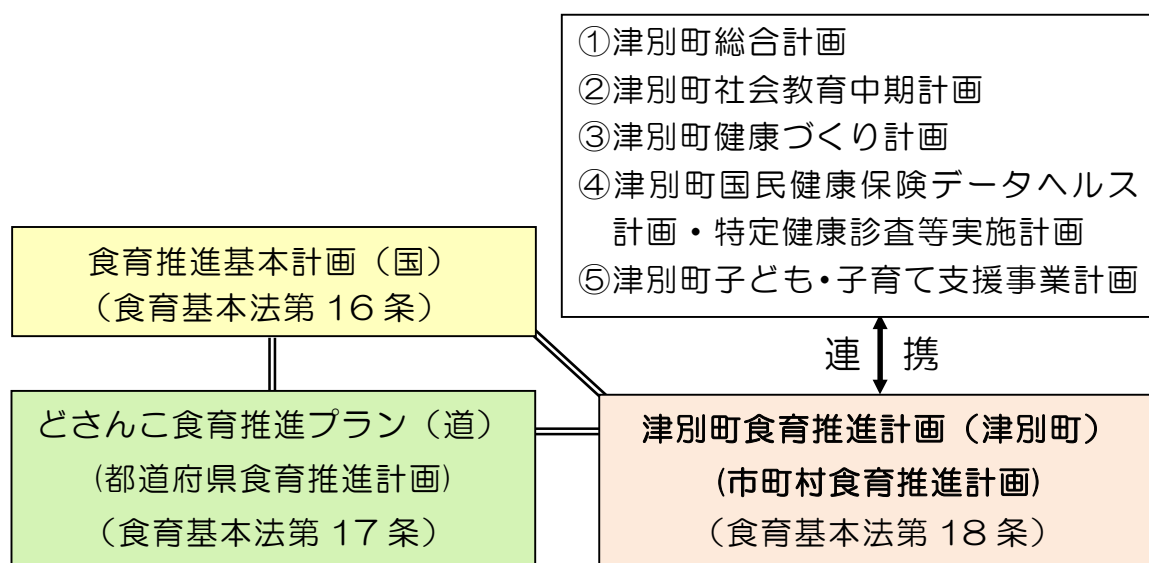 ①津別町総合計画
②津別町社会教育中期計画
③津別町健康づくり計画
④津別町国民健康保険データヘルス
計画・特定健康診査等実施計画
⑤津別町子ども・子育て支援事業計画
連携
食育推進基本計画（国）
（食育基本法第 16 条）
どさんこ食育推進プラン（道）
(都道府県食育推進計画)
（食育基本法第 17 条）
津別町食育推進計画（津別町）
(市町村食育推進計画)
（食育基本法第 18 条）